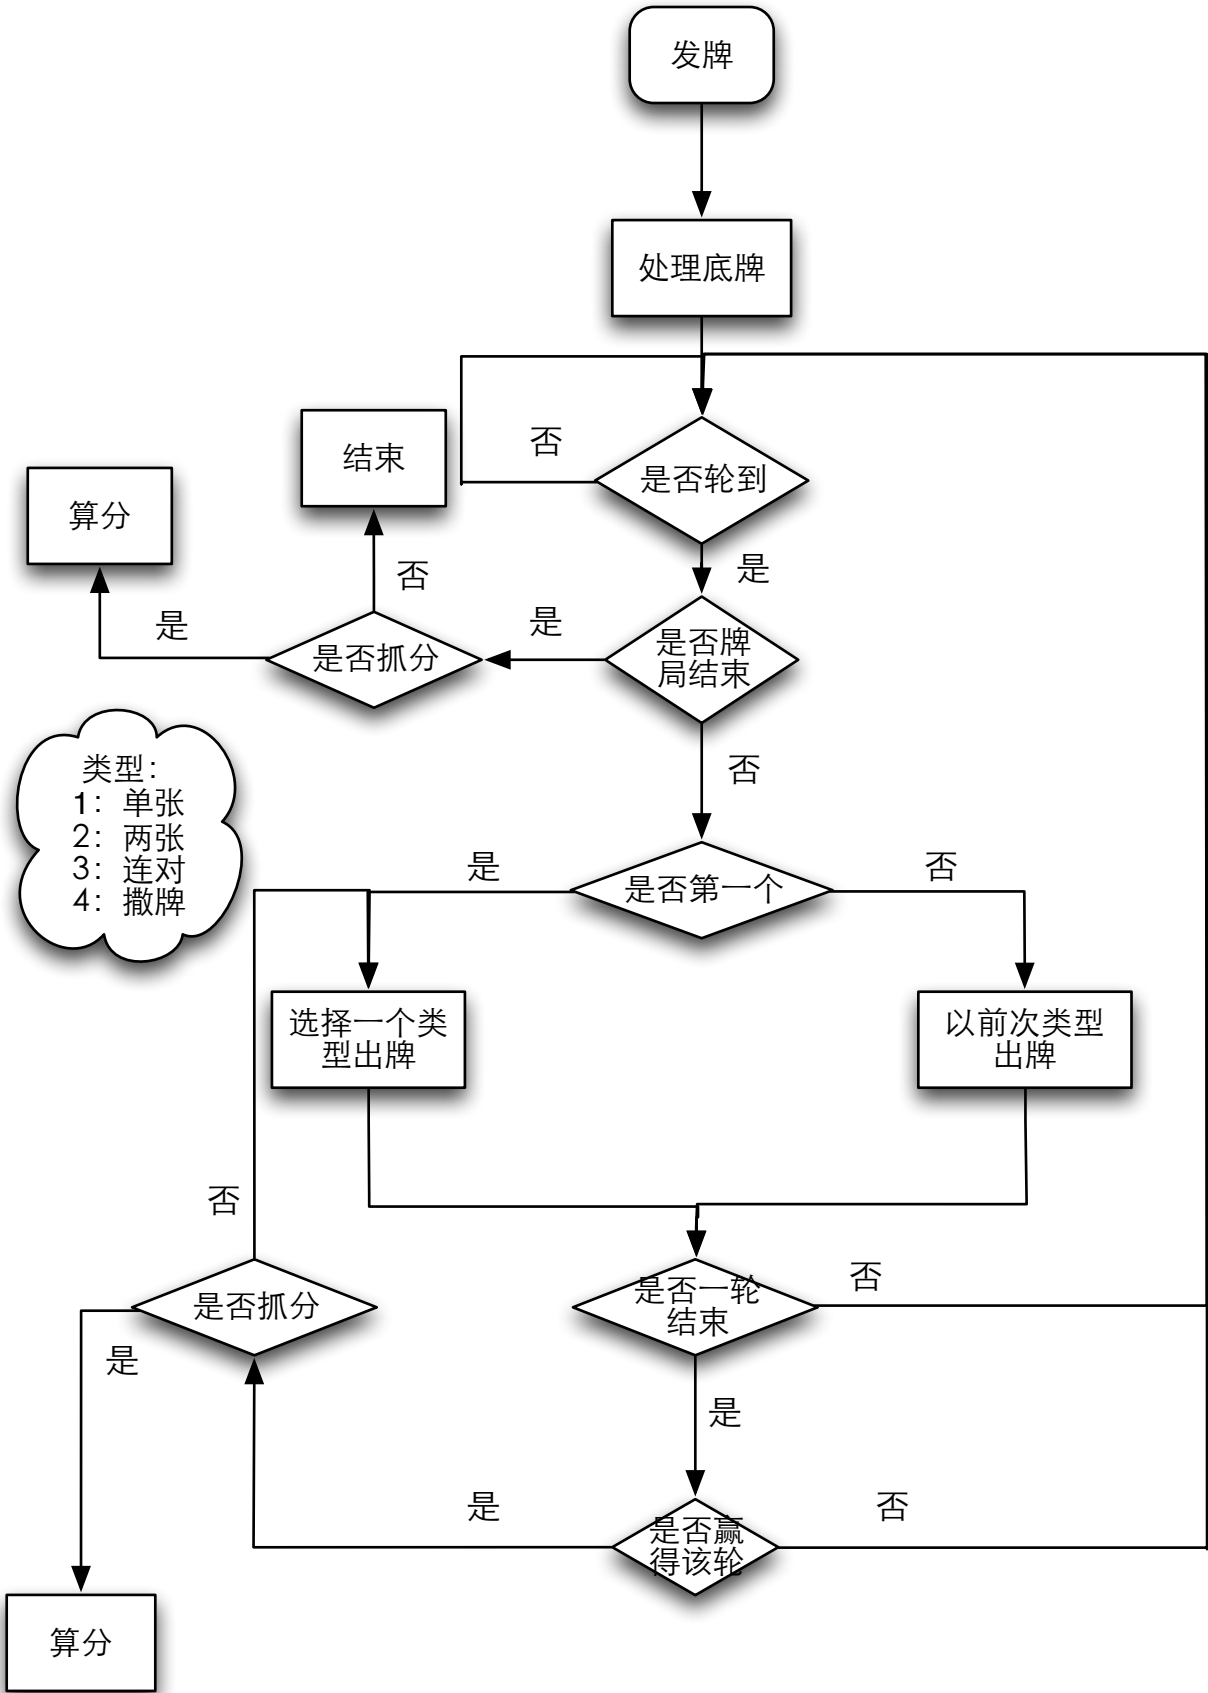 发牌
处理底牌
否
是否轮到
结束
算分
是
否
是
是
是否牌
局结束
是否抓分
否
类型：
1：单张
2：两张
3：连对
4：撒牌
是
否
是否第一个
选择一个类
型出牌
以前次类型
出牌
否
否
是否一轮
结束
是否抓分
是
是
是
否
是否赢
得该轮
算分